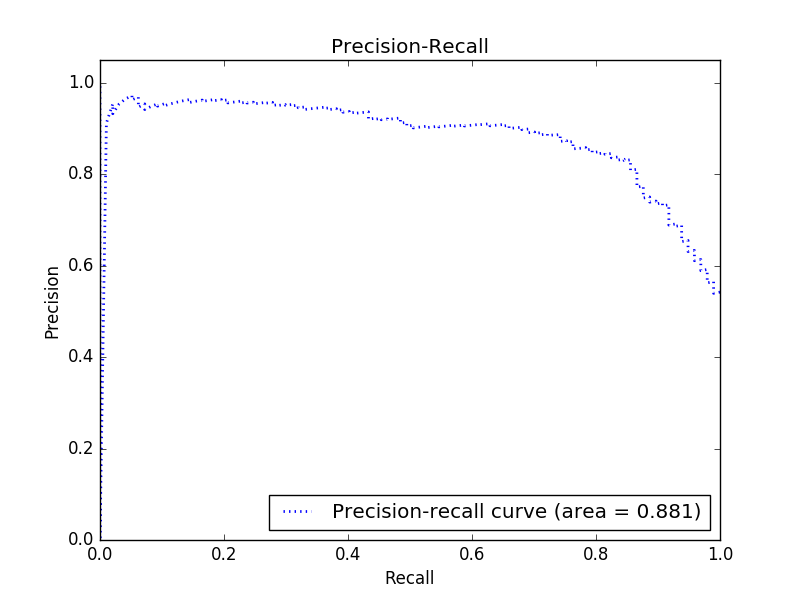 Precision-Recall
1.0
0.8
0.6
0.4
0.2
0.0
Precision
Precision-recall curve (area = 0.881)
0.0 0.2 0.4 0.6 0.8 1.0
Recall